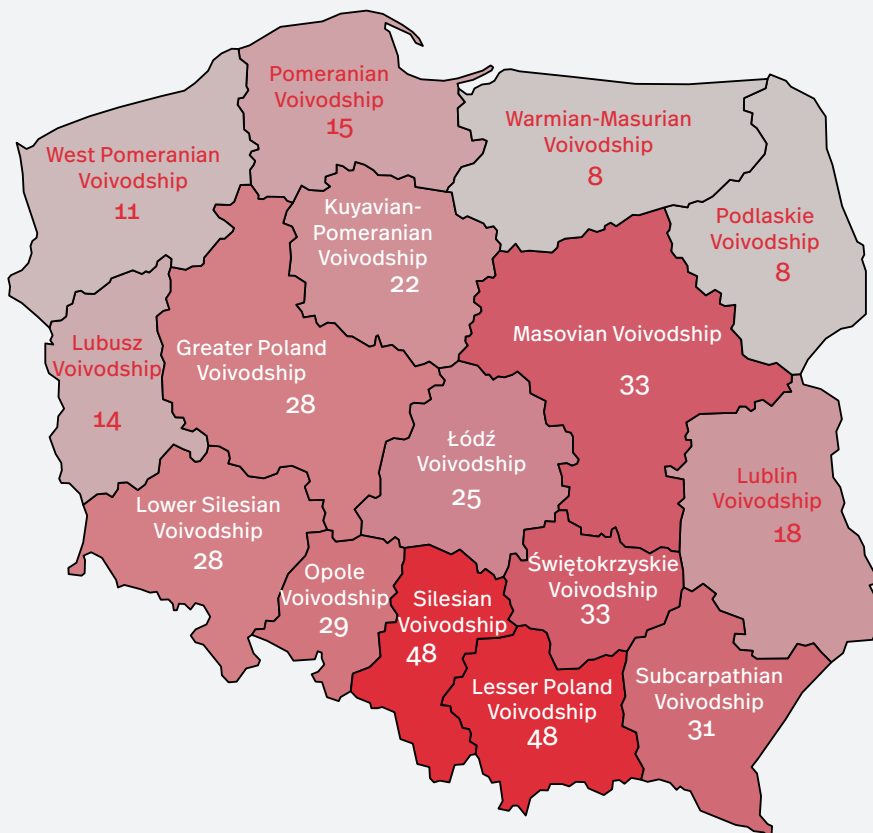 Pomeranian
Voivodship
15
Warmian-Masurian
Voivodship
8
West Pomeranian
Voivodship
11
Kuyavian-
Pomeranian
Voivodship
22
Podlaskie
Voivodship
8
Masovian Voivodship
33
Lubusz
Voivodship
14
Greater Poland
Voivodship
28
Łódź
Voivodship
25
Lublin
Voivodship
18
Lower Silesian
Voivodship
28
Opole
Voivodship
29
Silesian
Voivodship
48
Świętokrzyskie
Voivodship
33
Lesser Poland
Voivodship
48
Subcarpathian
Voivodship
31